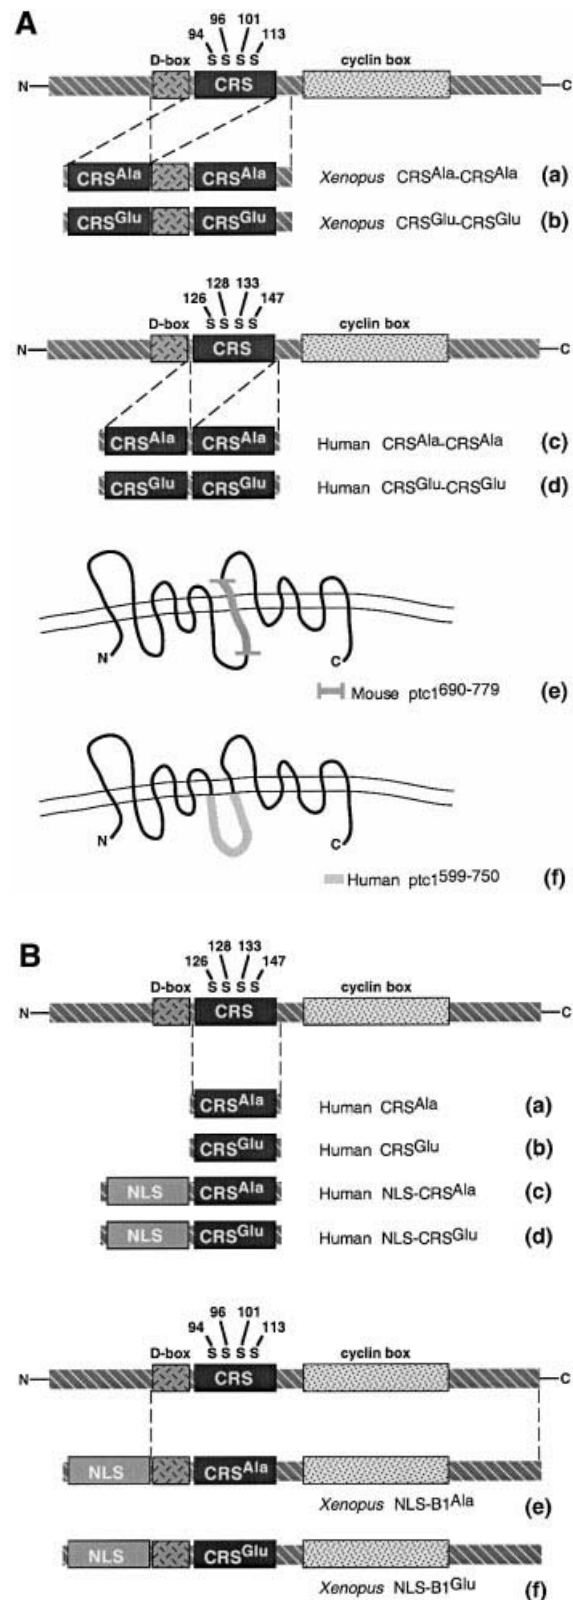 A
94 96 101 113
D-box S S S S cyclin box
N CRS C
CRSAla CRSAla Xenopus CRSAla-CRSAla (a)
CRSGlu CRSGlu Xenopus CRSGlu-CRSGlu (b)
126 128 133 147
D-box S S S S cyclin box
N CRS C
CRSAla CRSAla Human CRSAla-CRSAla (c)
CRSGlu CRSGlu Human CRSGlu-CRSGlu (d)
N C
Mouse ptc1690-779 (e)
N C
Human ptc1599-750 (f)
B
126 128 133 147
D-box S S S S cyclin box
N CRS C
CRSAla Human CRSAla (a)
CRSGlu Human CRSGlu (b)
NLS CRSAla Human NLS-CRSAla (c)
NLS CRSGlu Human NLS-CRSGlu (d)
94 96 101 113
D-box S S S S cyclin box
N CRS C
NLS CRSAla
Xenopus NLS-B1Ala (e)
NLS CRSGlu
Xenopus NLS-B1Glu (f)